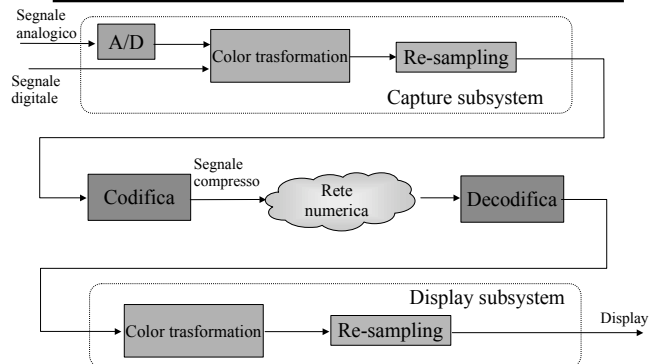 Segnale
analogico
A/D
Color trasformation
Re-sampling
Segnale
digitale
Capture subsystem
Codifica
Segnale
compresso
Rete
numerica
Decodifica
Display subsystem
Color trasformation
Re-sampling
Display